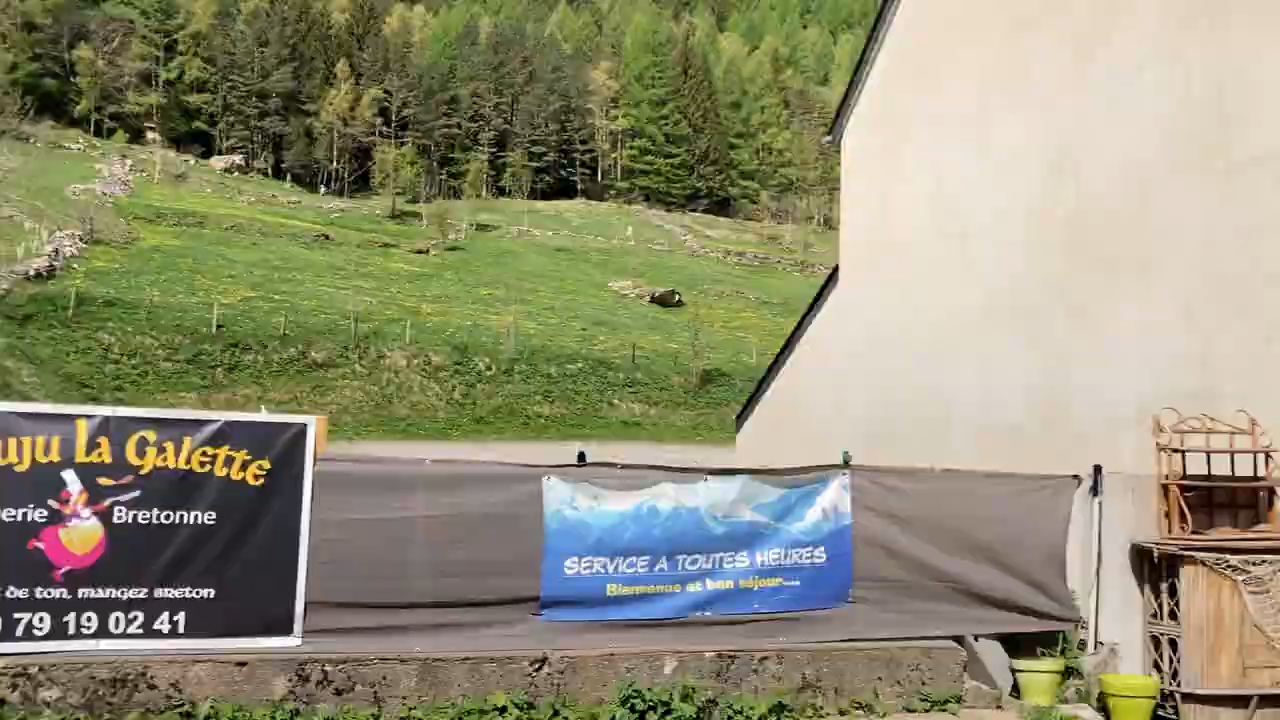 uju la Galette
erie Bretonne
de ton, mangez Breton
79 19 02 41
SERVICE A TOUTES HEURES
Bienvenue et bon séjour....